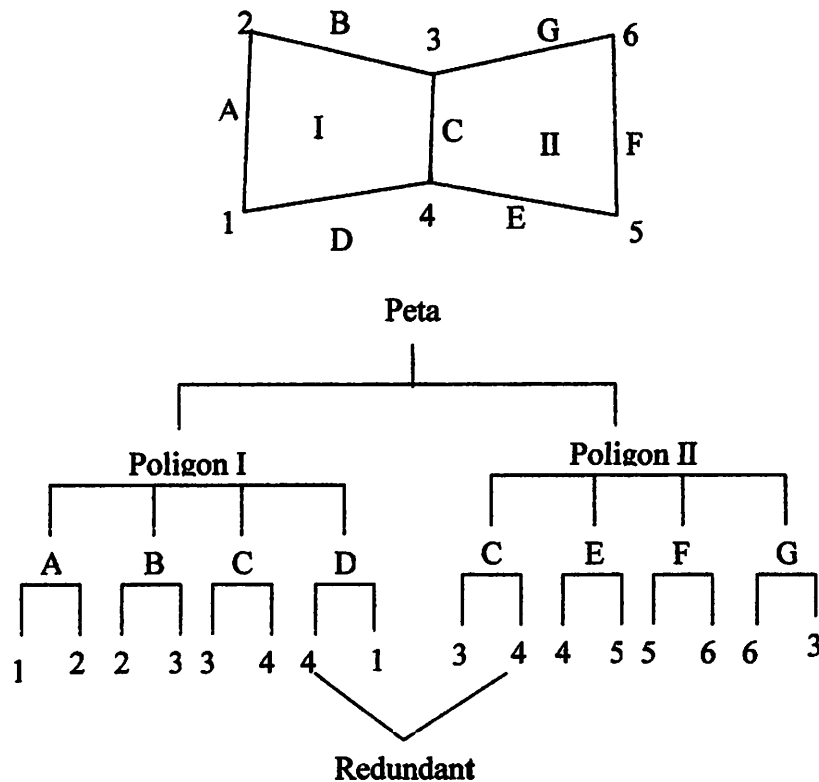 2 B 3 G 6
A I C II F
1 D 4 E 5
Peta
Poligon I Poligon II
A B C D C E F G
1 2 2 3 3 4 4 1 3 4 4 5 5 6 6 3
Redundant